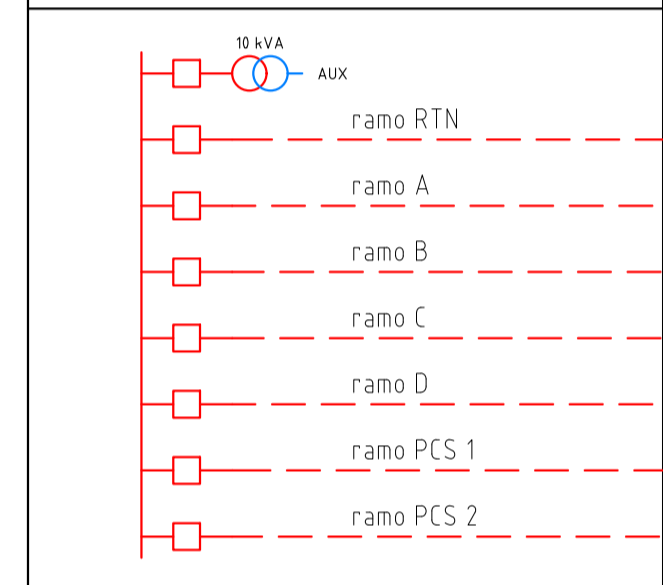 10 kVA
AUX
ramo RTN
ramo A
ramo B
ramo C
ramo D
ramo PCS 1
ramo PCS 2